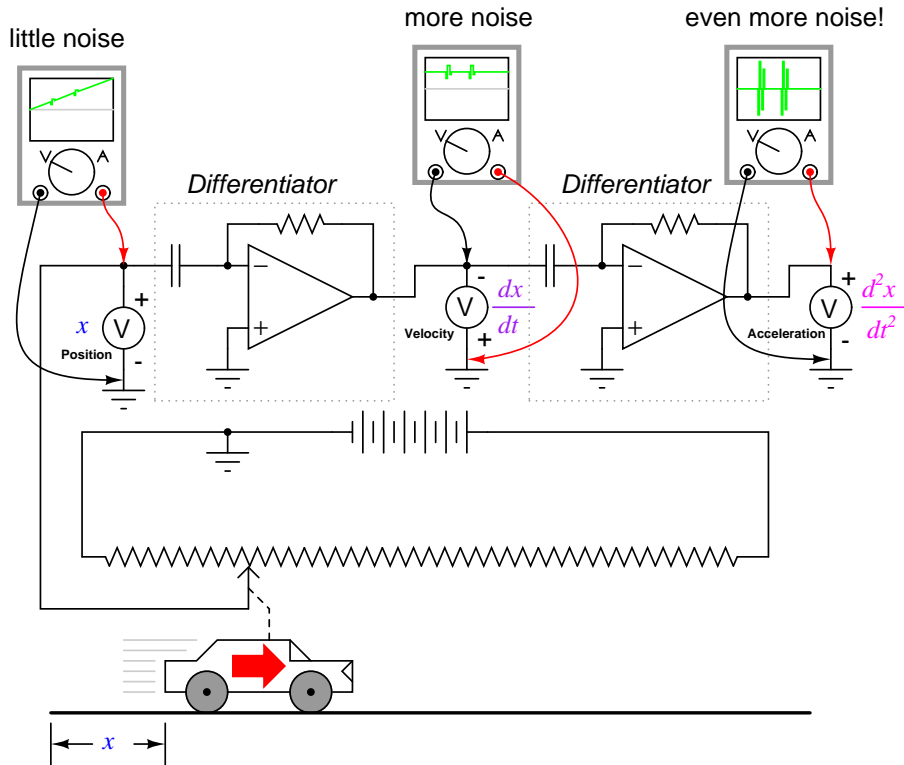 little noise
more noise
even more noise!
V A
V A
V A
Differentiator
Differentiator
−
+
−
+
x
+
V
Position
-
-
V
Velocity
+
dx
dt
+
V
Acceleration
-
d²x
dt²
x